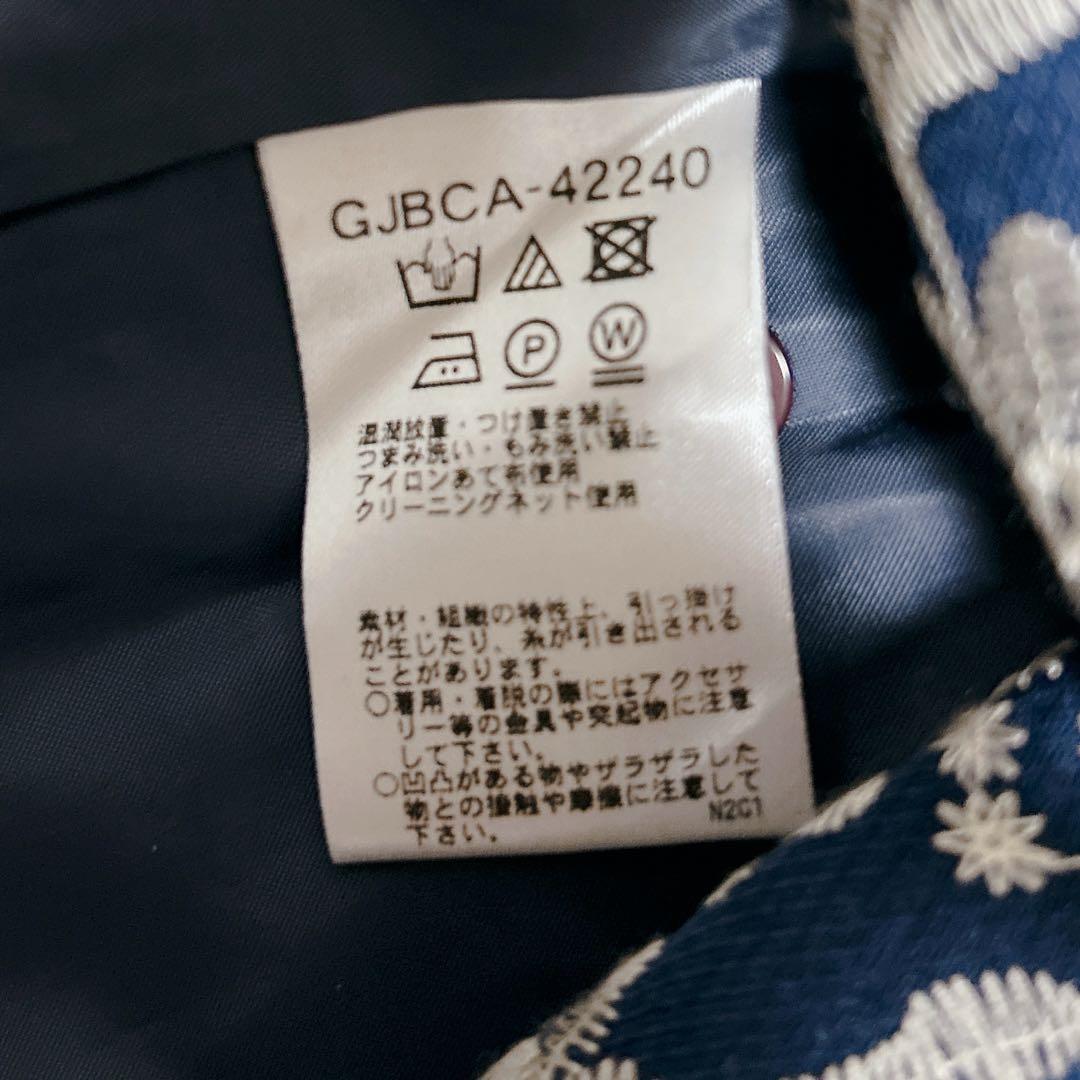 GJBCA-42240
P W
湿潤放置・つけ置き禁止
つまみ洗い・もみ洗い禁止
アイロンあて布使用
クリーニングネット使用
素材・組織の特性上、引っ掛け
が生じたり、糸が引き出される
ことがあります。
○着用・着脱の際にはアクセサ
リー等の金具や突起物に注意
して下さい。
○凹凸がある物やザラザラした
物との接触や摩擦に注意して
下さい。
N2C1